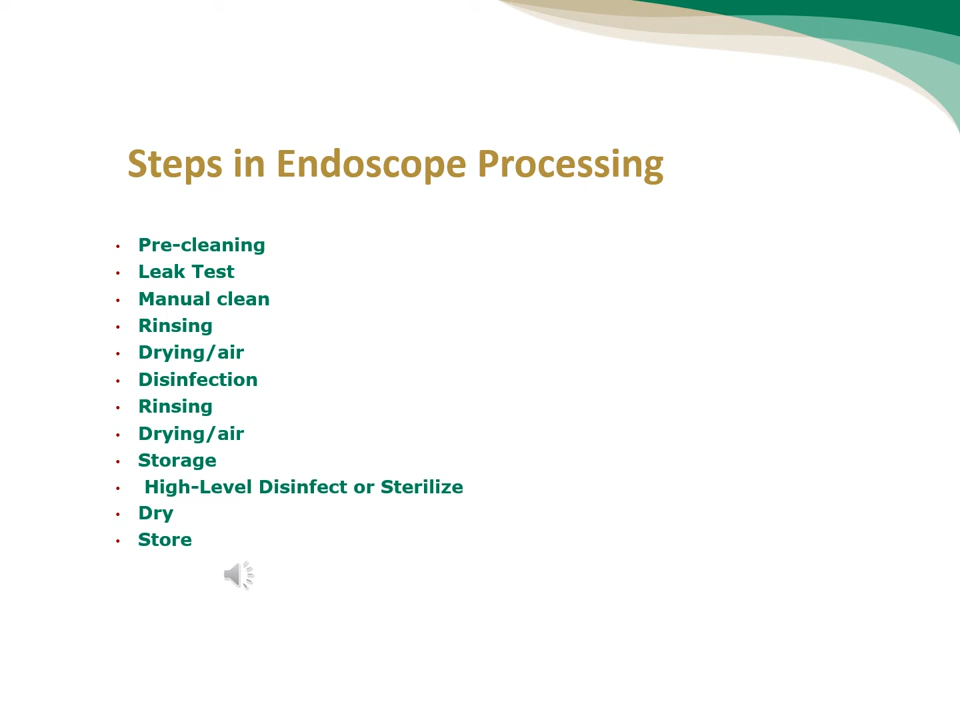 Steps in Endoscope Processing
• Pre-cleaning
• Leak Test
• Manual clean
• Rinsing
• Drying/air
• Disinfection
• Rinsing
• Drying/air
• Storage
• High-Level Disinfect or Sterilize
• Dry
• Store